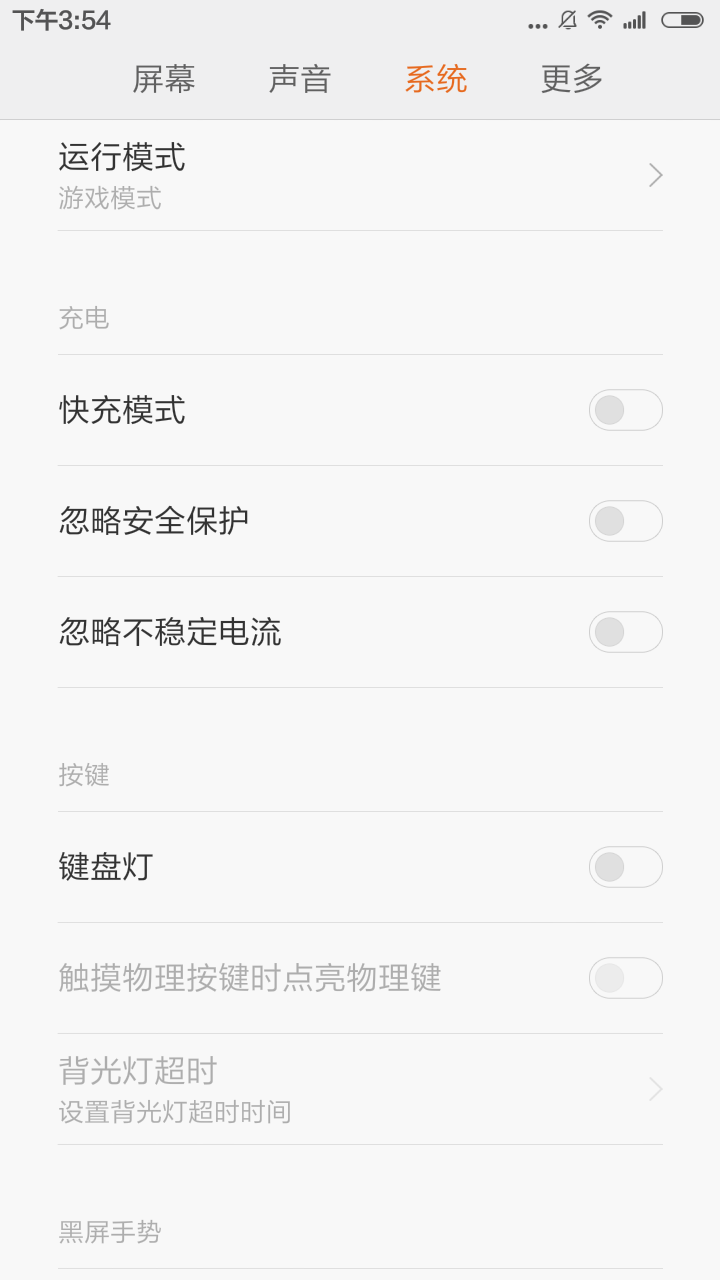 下午3:54
屏幕 声音 系统 更多
运行模式
游戏模式
充电
快充模式
忽略安全保护
忽略不稳定电流
按键
键盘灯
触摸物理按键时点亮物理键
背光灯超时
设置背光灯超时时间
黑屏手势